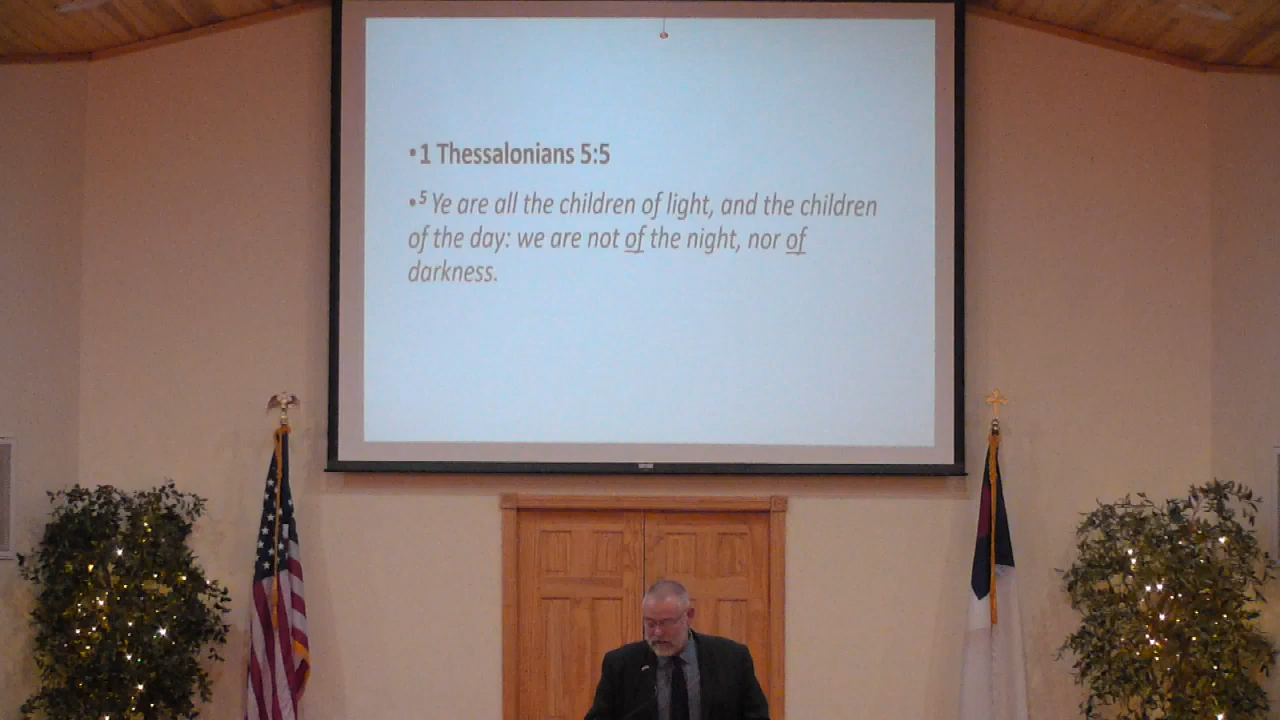 •1 Thessalonians 5:5
•5 Ye are all the children of light, and the children
of the day: we are not of the night, nor of
darkness.